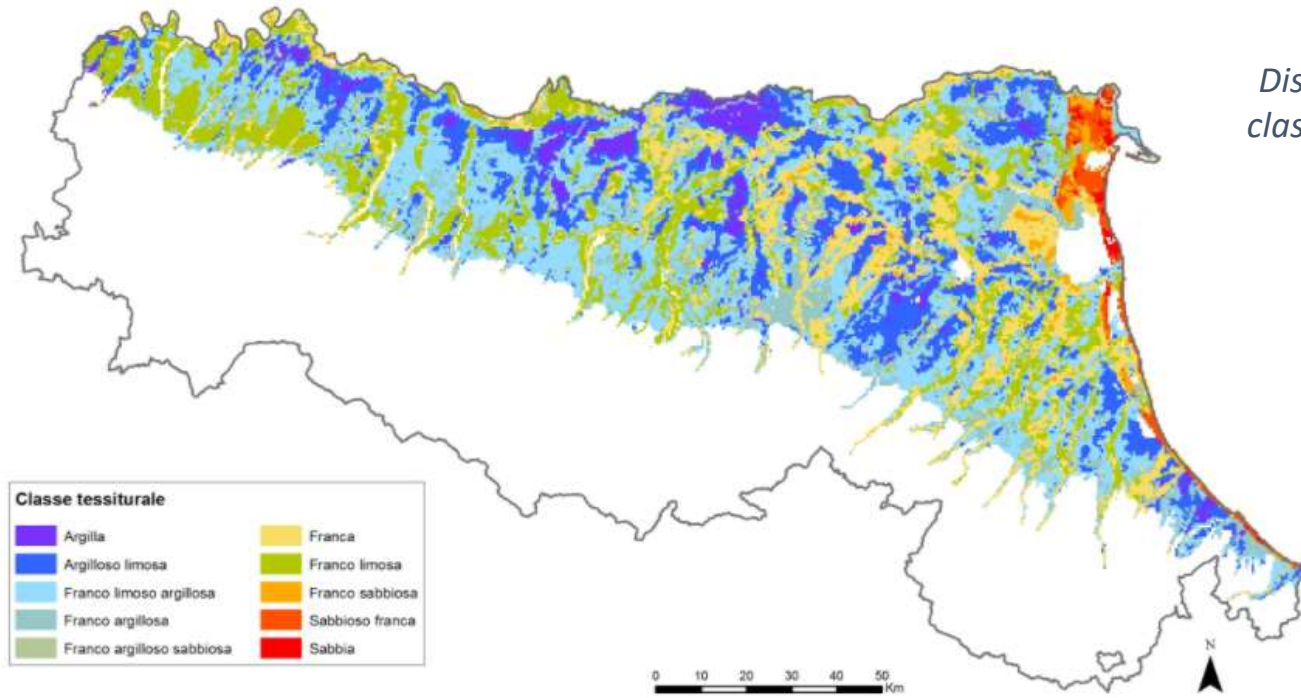 Dis
clas
Classe tessiturale
Argilla
Argilloso limosa
Franco limoso argillosa
Franco argillosa
Franco argilloso sabbiosa
Franca
Franco limosa
Franco sabbiosa
Sabbioso franca
Sabbia
0 10 20 30 40 50
Km
N